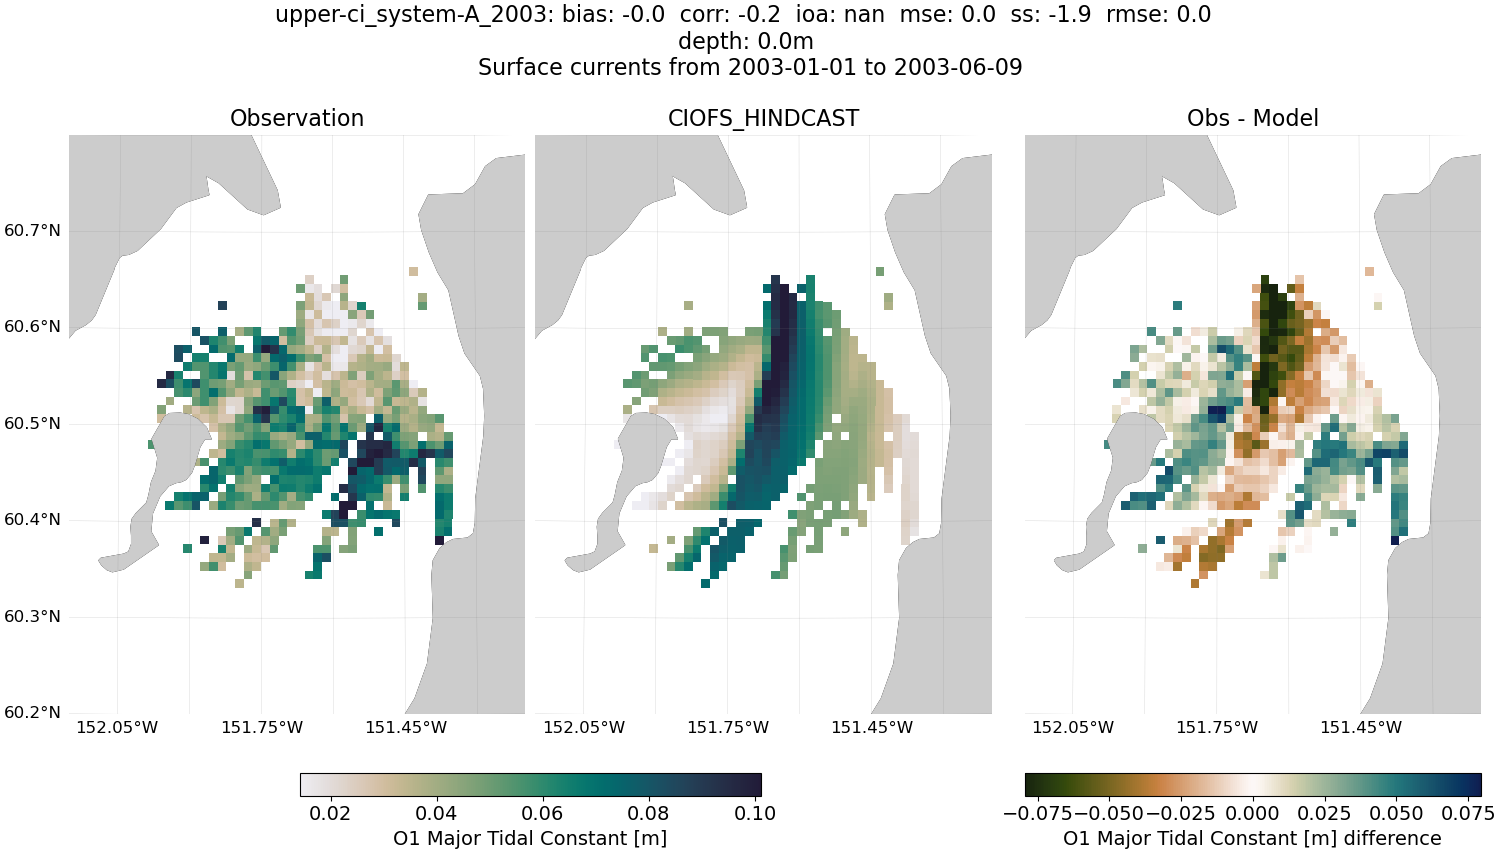 upper-ci_system-A_2003: bias: -0.0  corr: -0.2  ioa: nan  mse: 0.0  ss: -1.9  rmse: 0.0
depth: 0.0m
Surface currents from 2003-01-01 to 2003-06-09
Observation
CIOFS_HINDCAST
Obs - Model
60.7°N
60.6°N
60.5°N
60.4°N
60.3°N
60.2°N
152.05°W 151.75°W 151.45°W
152.05°W 151.75°W 151.45°W
152.05°W 151.75°W 151.45°W
0.02 0.04 0.06 0.08 0.10
O1 Major Tidal Constant [m]
−0.075 −0.050 −0.025 0.000 0.025 0.050 0.075
O1 Major Tidal Constant [m] difference